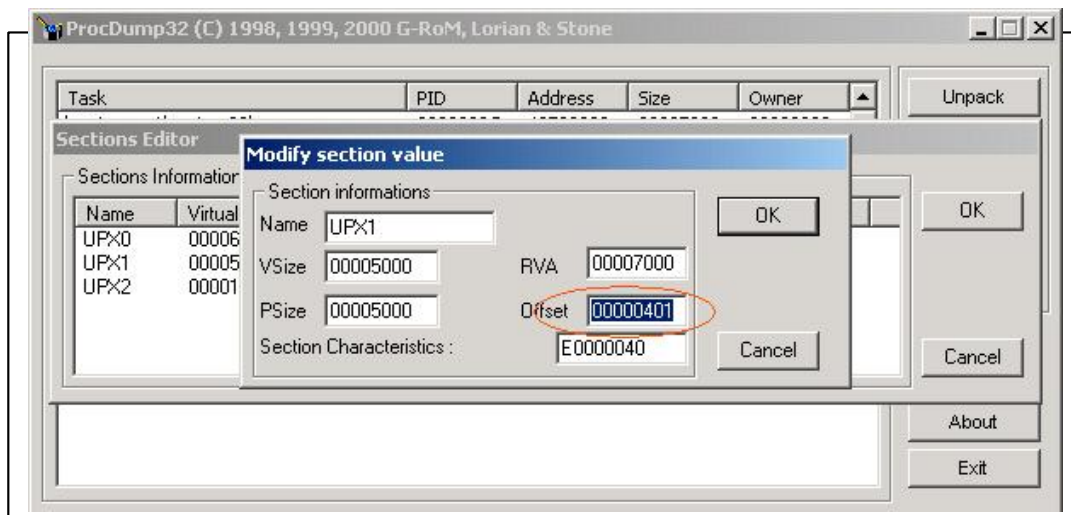 ProcDump32 (C) 1998, 1999, 2000 G-RoM, Lorian & Stone
Task PID Address Size Owner
Unpack
Sections Editor
Modify section value
Sections Information
Section informations
Name Virtual
UPX0 00006
UPX1 00005
UPX2 00001
Name UPX1
VSize 00005000 RVA 00007000
PSize 00005000 Offset 00000401
Section Characteristics : E0000040
OK
Cancel
OK
Cancel
About
Exit